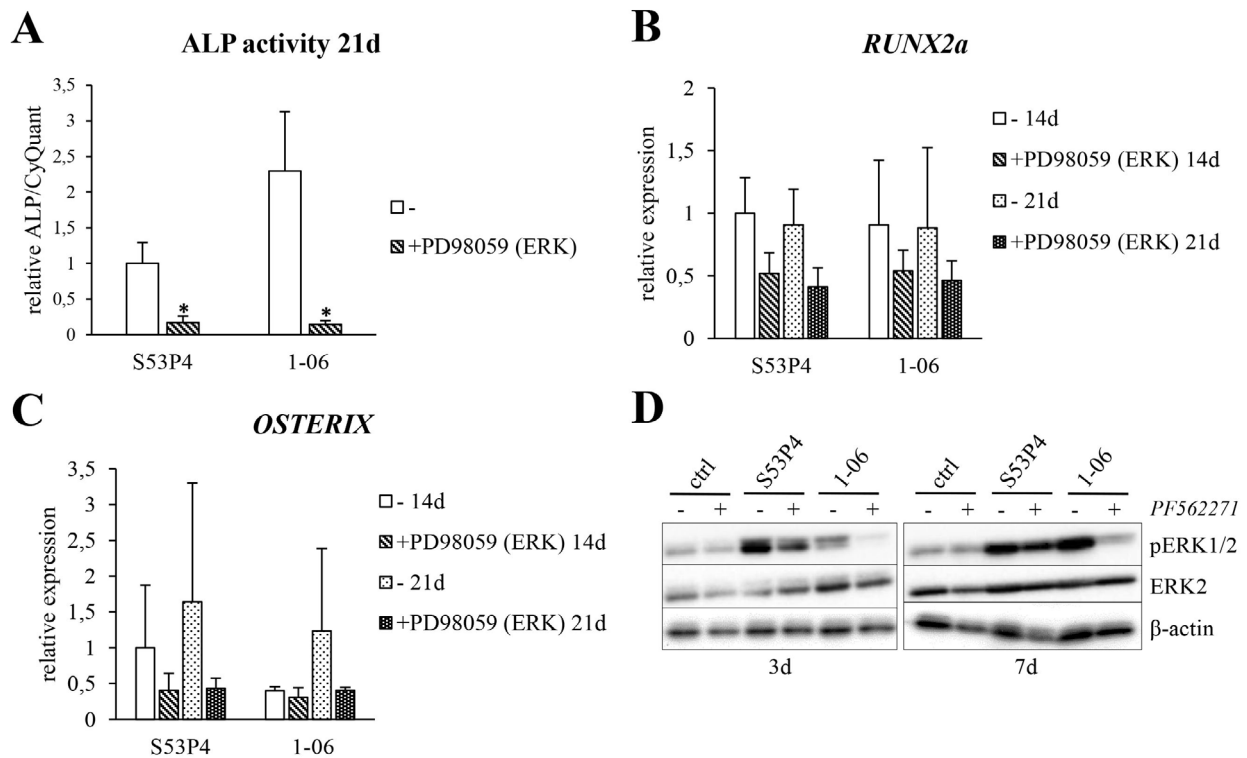 A
ALP activity 21d
relative ALP/CyQuant
3,5
3
2,5
2
1,5
1
0,5
0
*
*
S53P4
1-06
-
+PD98059 (ERK)
B
RUNX2a
relative expression
2
1,5
1
0,5
0
S53P4
1-06
- 14d
+PD98059 (ERK) 14d
- 21d
+PD98059 (ERK) 21d
C
OSTERIX
relative expression
3,5
3
2,5
2
1,5
1
0,5
0
S53P4
1-06
- 14d
+PD98059 (ERK) 14d
- 21d
+PD98059 (ERK) 21d
D
ctrl S53P4 1-06 ctrl S53P4 1-06
- + - + - + - + - + - + PF562271
pERK1/2
ERK2
β-actin
3d 7d